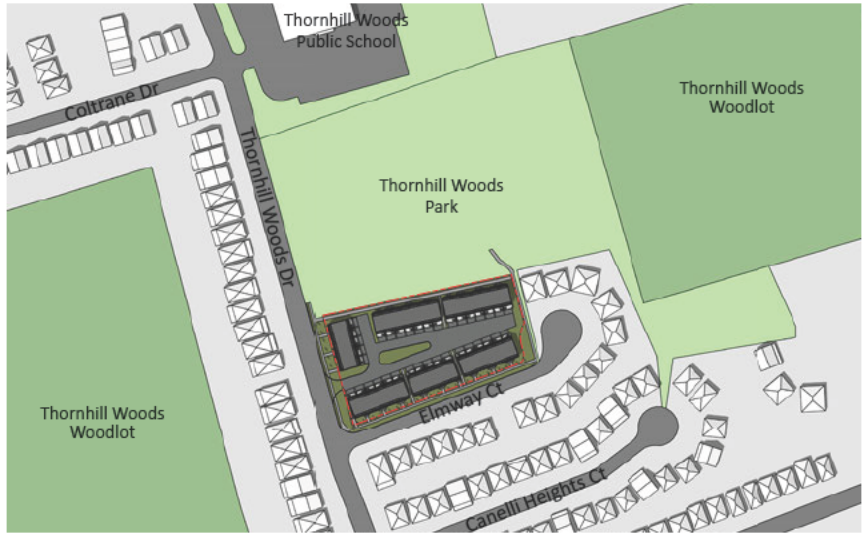 Thornhill Woods
Public School
Coltrane Dr
Thornhill Woods
Woodlot
Thornhill Woods Dr
Thornhill Woods
Park
Thornhill Woods
Woodlot
Elmway Ct
Canelli Heights Ct